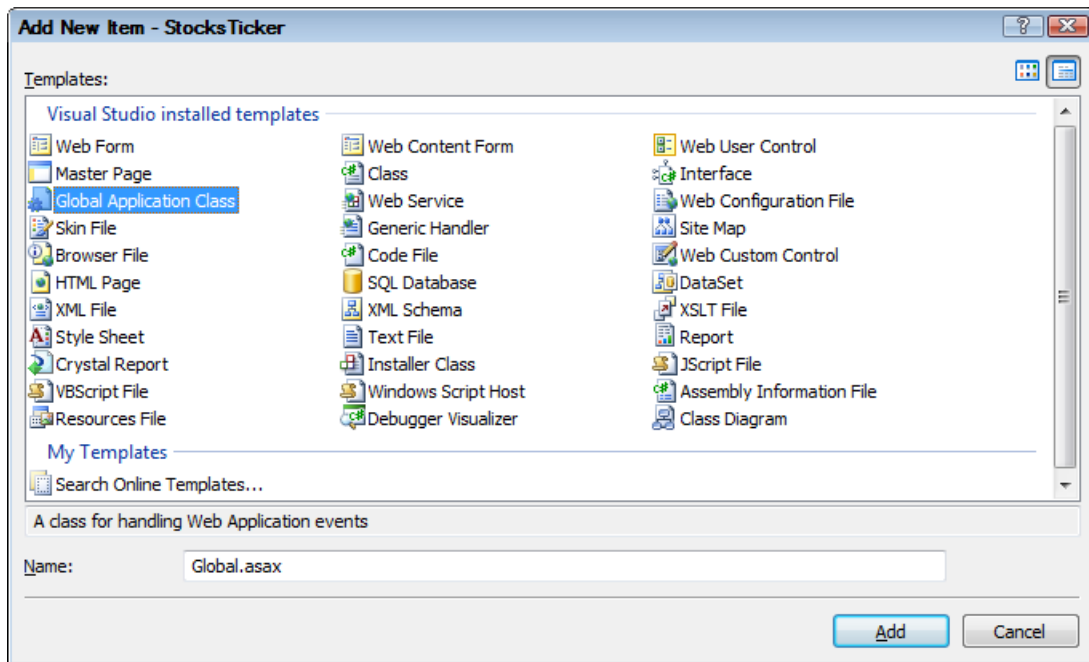 Add New Item - StocksTicker
Templates:
Visual Studio installed templates
Web Form Web Content Form Web User Control
Master Page Class Interface
Global Application Class Web Service Web Configuration File
Skin File Generic Handler Site Map
Browser File Code File Web Custom Control
HTML Page SQL Database DataSet
XML File XML Schema XSLT File
Style Sheet Text File Report
Crystal Report Installer Class JScript File
VBScript File Windows Script Host Assembly Information File
Resources File Debugger Visualizer Class Diagram
My Templates
Search Online Templates...
A class for handling Web Application events
Name: Global.asax
Add Cancel